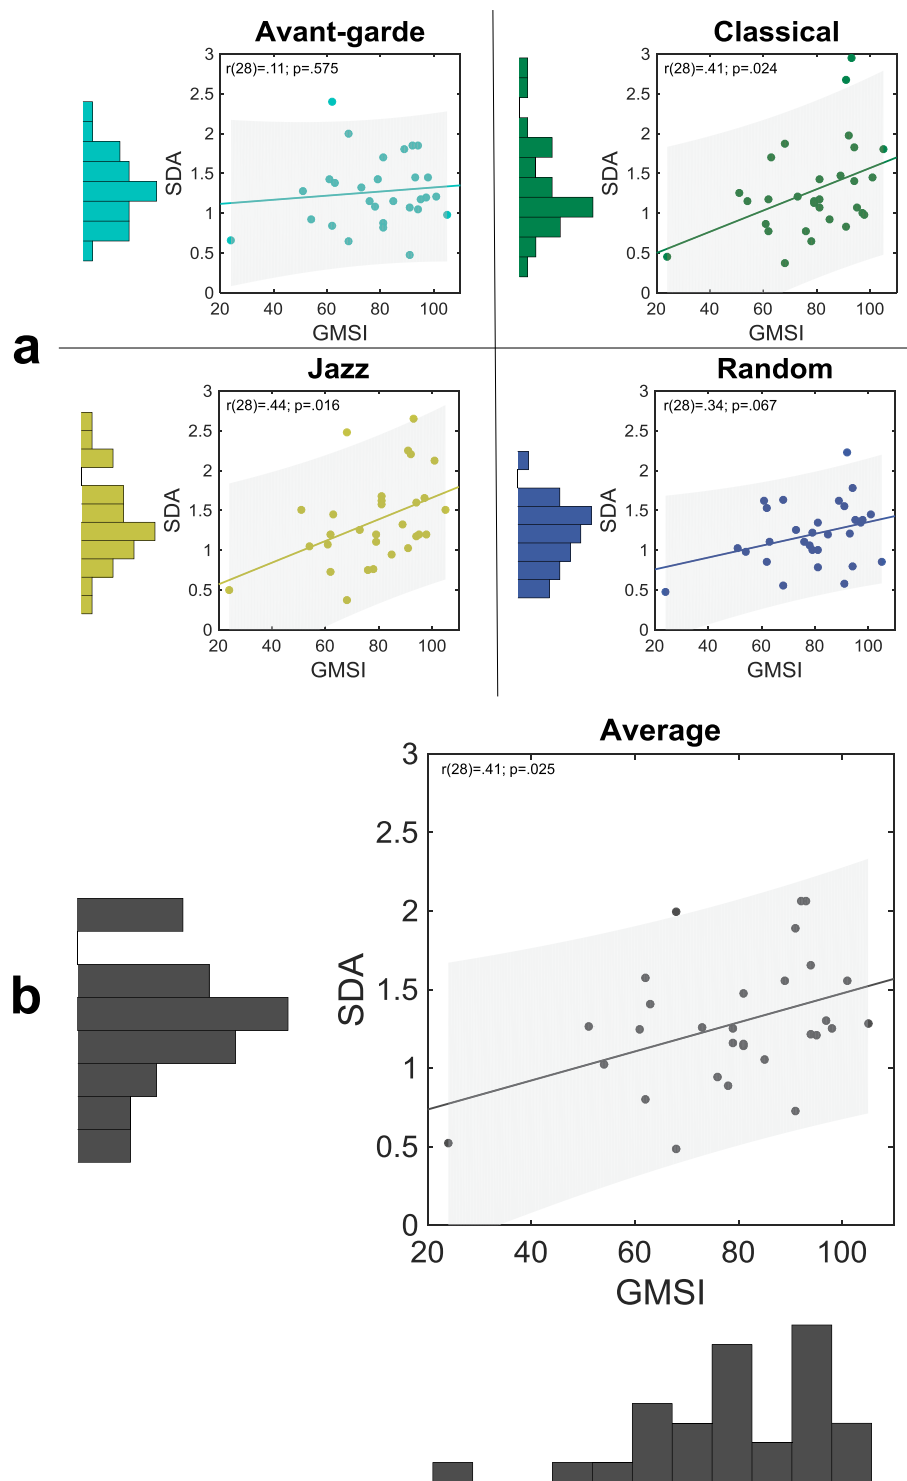 Avant-garde
r(28)=.11; p=.575
3
2.5
2
1.5
1
0.5
0
SDA
20 40 60 80 100
GMSI
Classical
r(28)=.41; p=.024
3
2.5
2
1.5
1
0.5
0
SDA
20 40 60 80 100
GMSI
a
Jazz
r(28)=.44; p=.016
3
2.5
2
1.5
1
0.5
0
SDA
20 40 60 80 100
GMSI
Random
r(28)=.34; p=.067
3
2.5
2
1.5
1
0.5
0
SDA
20 40 60 80 100
GMSI
Average
r(28)=.41; p=.025
3
2.5
2
1.5
1
0.5
0
SDA
b
20 40 60 80 100
GMSI